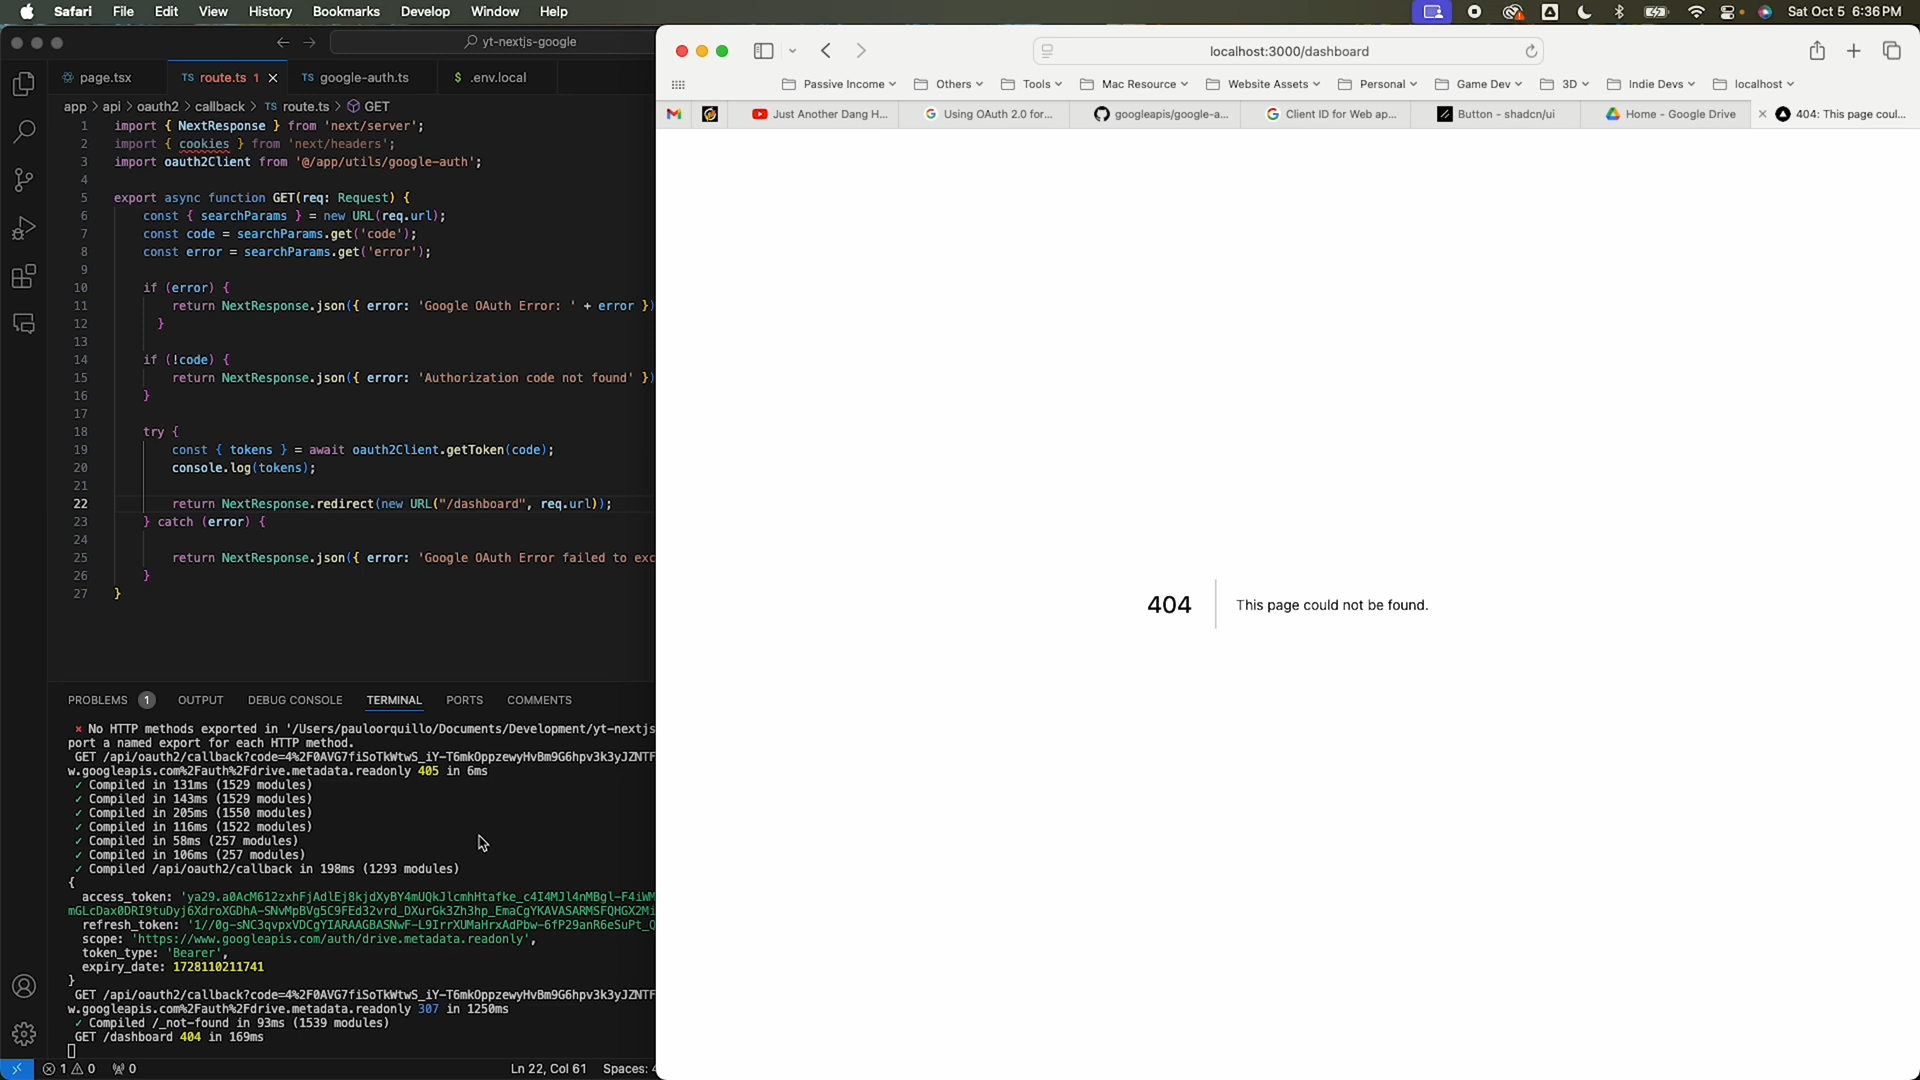 Safari File Edit View History Bookmarks Develop Window Help Sat Oct 5 6:36 PM
yt-nextjs-google
page.tsx TS route.ts 1 × TS google-auth.ts $ .env.local
app > api > oauth2 > callback > TS route.ts > GET
1 import { NextResponse } from 'next/server';
2 import { cookies } from 'next/headers';
3 import oauth2Client from '@/app/utils/google-auth';
4
5 export async function GET(req: Request) {
6 const { searchParams } = new URL(req.url);
7 const code = searchParams.get('code');
8 const error = searchParams.get('error');
9
10 if (error) {
11 return NextResponse.json({ error: 'Google OAuth Error: ' + error })
12 }
13
14 if (!code) {
15 return NextResponse.json({ error: 'Authorization code not found' })
16 }
17
18 try {
19 const { tokens } = await oauth2Client.getToken(code);
20 console.log(tokens);
21
22 return NextResponse.redirect(new URL("/dashboard", req.url));
23 } catch (error) {
24
25 return NextResponse.json({ error: 'Google OAuth Error failed to exc
26 }
27 }
PROBLEMS 1 OUTPUT DEBUG CONSOLE TERMINAL PORTS COMMENTS
× No HTTP methods exported in '/Users/pauloorquillo/Documents/Development/yt-nextjs
port a named export for each HTTP method.
GET /api/oauth2/callback?code=4%2F0AVG7fiSoTkWtwS_iY-T6mkOppzewyHvBm9G6hpv3k3yJZNTF
w.googleapis.com%2Fauth%2Fdrive.metadata.readonly 405 in 6ms
✓ Compiled in 131ms (1529 modules)
✓ Compiled in 143ms (1529 modules)
✓ Compiled in 205ms (1550 modules)
✓ Compiled in 116ms (1522 modules)
✓ Compiled in 58ms (257 modules)
✓ Compiled in 106ms (257 modules)
✓ Compiled /api/oauth2/callback in 198ms (1293 modules)
{
access_token:
refresh_token:
scope: 'https://www.googleapis.com/auth/drive.metadata.readonly',
token_type: 'Bearer',
expiry_date: 1728110211741
}
GET /api/oauth2/callback?code=4%2F0AVG7fiSoTkWtwS_iY-T6mkOppzewyHvBm9G6hpv3k3yJZNTF
w.googleapis.com%2Fauth%2Fdrive.metadata.readonly 307 in 1250ms
✓ Compiled /_not-found in 93ms (1539 modules)
GET /dashboard 404 in 169ms
1 0 0 Ln 22, Col 61 Spaces: 4
localhost:3000/dashboard
Passive Income Others Tools Mac Resource Website Assets Personal Game Dev 3D Indie Devs localhost
Just Another Dang H... Using OAuth 2.0 for... googleapis/google-a... Client ID for Web ap... Button - shadcn/ui Home - Google Drive × 404: This page coul...
404 This page could not be found.